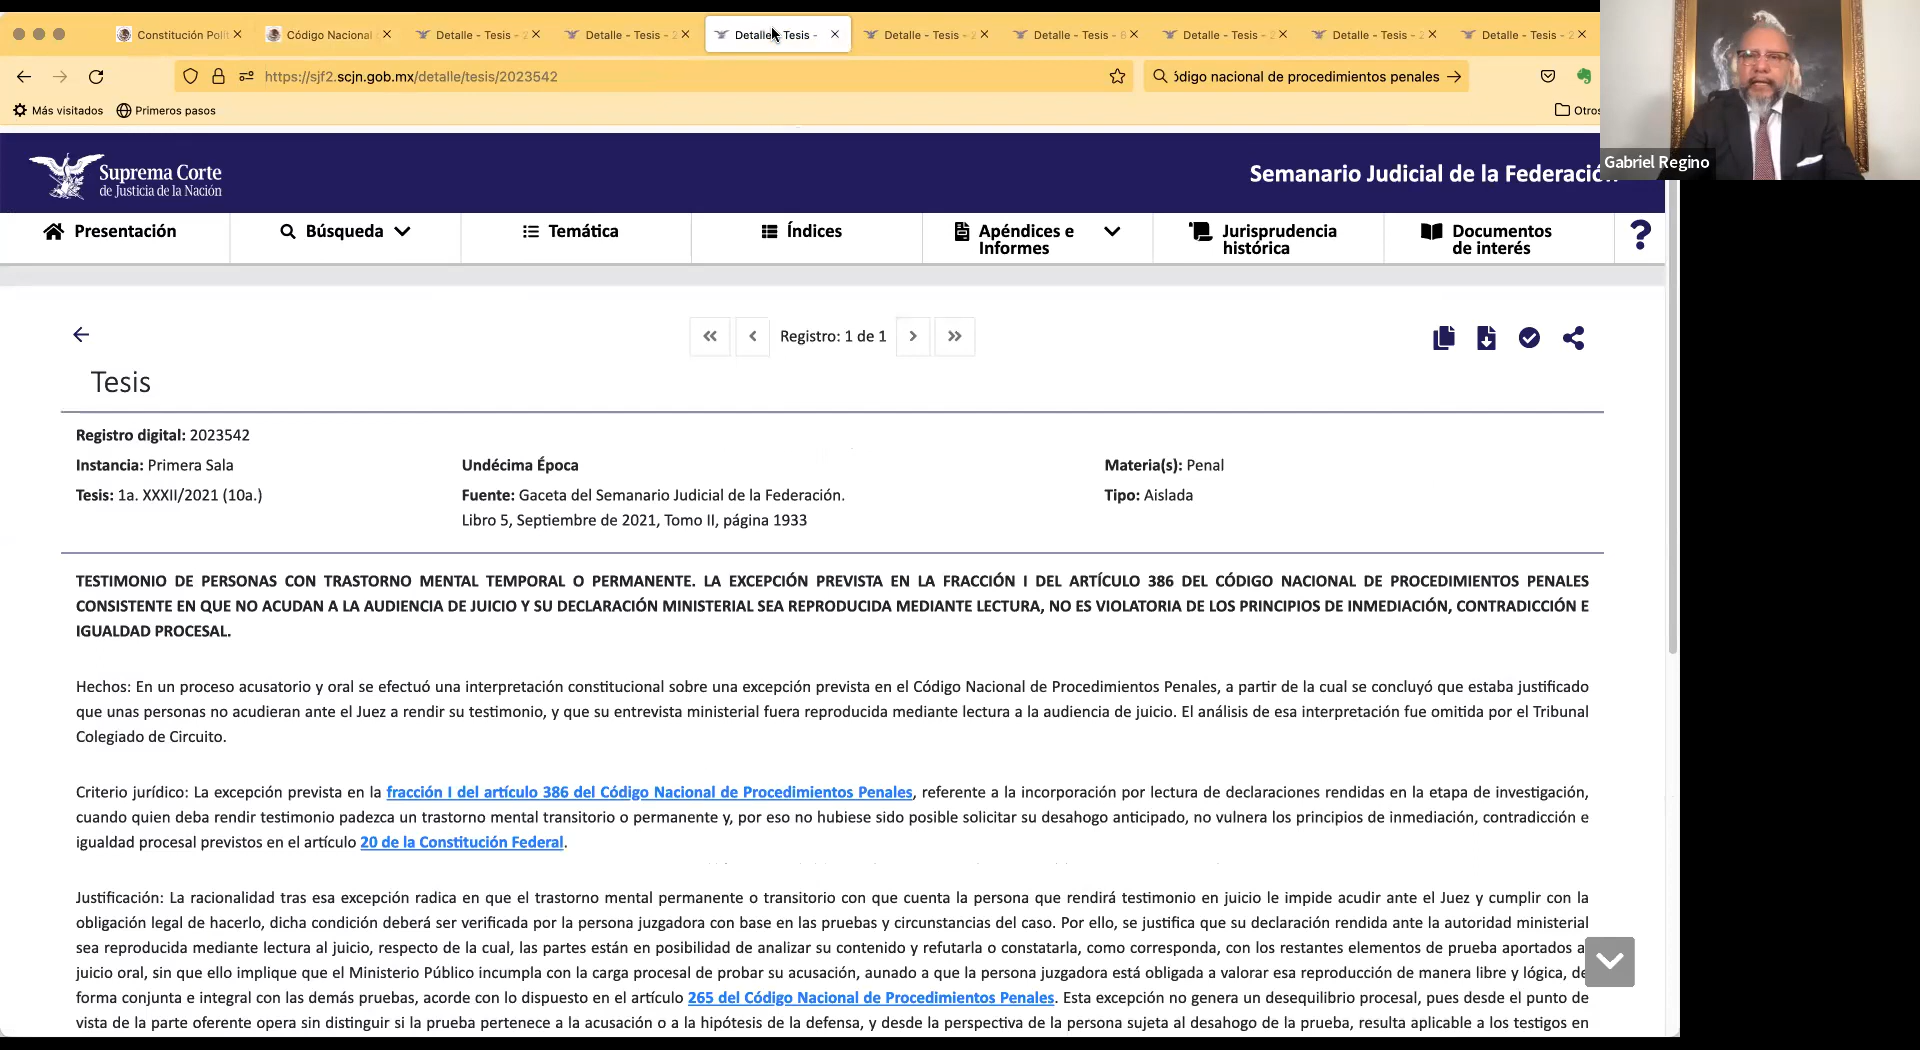 Constitución Polít
Código Nacional
Detalle - Tesis - 2
Detalle - Tesis - 2
Detalle - Tesis -
Detalle - Tesis - 2
Detalle - Tesis - 8
Detalle - Tesis - 2
Detalle - Tesis - 2
Detalle - Tesis - 2
https://sjf2.scjn.gob.mx/detalle/tesis/2023542
ódigo nacional de procedimientos penales
Más visitados
Primeros pasos
Otros
Gabriel Regino
Suprema Corte
de Justicia de la Nación
Semanario Judicial de la Federación
Presentación
Búsqueda
Temática
Índices
Apéndices e
Informes
Jurisprudencia
histórica
Documentos
de interés
?
Registro: 1 de 1
Tesis
Registro digital: 2023542
Instancia: Primera Sala
Undécima Época
Materia(s): Penal
Tesis: 1a. XXXII/2021 (10a.)
Fuente: Gaceta del Semanario Judicial de la Federación.
Tipo: Aislada
Libro 5, Septiembre de 2021, Tomo II, página 1933
TESTIMONIO DE PERSONAS CON TRASTORNO MENTAL TEMPORAL O PERMANENTE. LA EXCEPCIÓN PREVISTA EN LA FRACCIÓN I DEL ARTÍCULO 386 DEL CÓDIGO NACIONAL DE PROCEDIMIENTOS PENALES
CONSISTENTE EN QUE NO ACUDAN A LA AUDIENCIA DE JUICIO Y SU DECLARACIÓN MINISTERIAL SEA REPRODUCIDA MEDIANTE LECTURA, NO ES VIOLATORIA DE LOS PRINCIPIOS DE INMEDIACIÓN, CONTRADICCIÓN E
IGUALDAD PROCESAL.
Hechos: En un proceso acusatorio y oral se efectuó una interpretación constitucional sobre una excepción prevista en el Código Nacional de Procedimientos Penales, a partir de la cual se concluyó que estaba justificado
que unas personas no acudieran ante el Juez a rendir su testimonio, y que su entrevista ministerial fuera reproducida mediante lectura a la audiencia de juicio. El análisis de esa interpretación fue omitida por el Tribunal
Colegiado de Circuito.
Criterio jurídico: La excepción prevista en la fracción I del artículo 386 del Código Nacional de Procedimientos Penales, referente a la incorporación por lectura de declaraciones rendidas en la etapa de investigación,
cuando quien deba rendir testimonio padezca un trastorno mental transitorio o permanente y, por eso no hubiese sido posible solicitar su desahogo anticipado, no vulnera los principios de inmediación, contradicción e
igualdad procesal previstos en el artículo 20 de la Constitución Federal.
Justificación: La racionalidad tras esa excepción radica en que el trastorno mental permanente o transitorio con que cuenta la persona que rendirá testimonio en juicio le impide acudir ante el Juez y cumplir con la
obligación legal de hacerlo, dicha condición deberá ser verificada por la persona juzgadora con base en las pruebas y circunstancias del caso. Por ello, se justifica que su declaración rendida ante la autoridad ministerial
sea reproducida mediante lectura al juicio, respecto de la cual, las partes están en posibilidad de analizar su contenido y refutarla o constatarla, como corresponda, con los restantes elementos de prueba aportados a
juicio oral, sin que ello implique que el Ministerio Público incumpla con la carga procesal de probar su acusación, aunado a que la persona juzgadora está obligada a valorar esa reproducción de manera libre y lógica, de
forma conjunta e integral con las demás pruebas, acorde con lo dispuesto en el artículo 265 del Código Nacional de Procedimientos Penales. Esta excepción no genera un desequilibrio procesal, pues desde el punto de
vista de la parte oferente opera sin distinguir si la prueba pertenece a la acusación o a la hipótesis de la defensa, y desde la perspectiva de la persona sujeta al desahogo de la prueba, resulta aplicable a los testigos en